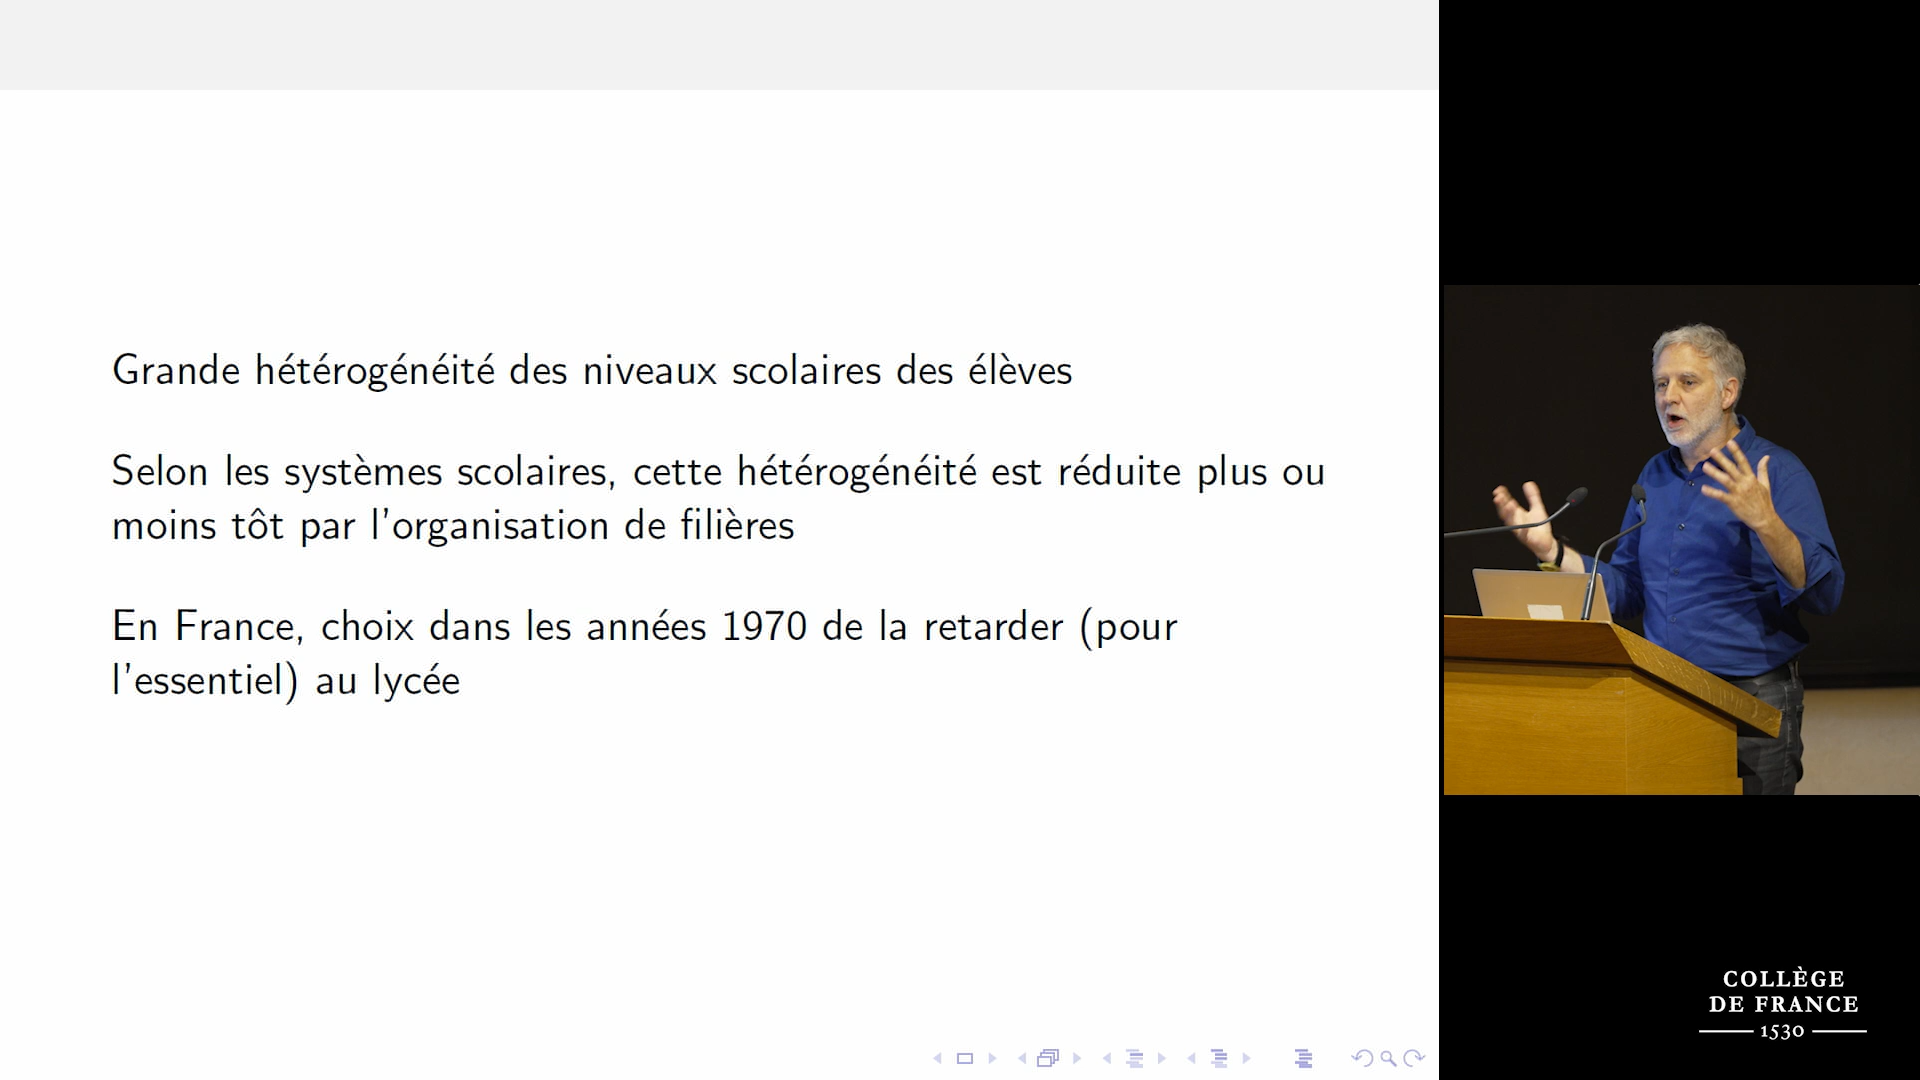 Grande hétérogénéité des niveaux scolaires des élèves
Selon les systèmes scolaires, cette hétérogénéité est réduite plus ou
moins tôt par l'organisation de filières
En France, choix dans les années 1970 de la retarder (pour
l'essentiel) au lycée
COLLÈGE
DE FRANCE
1530